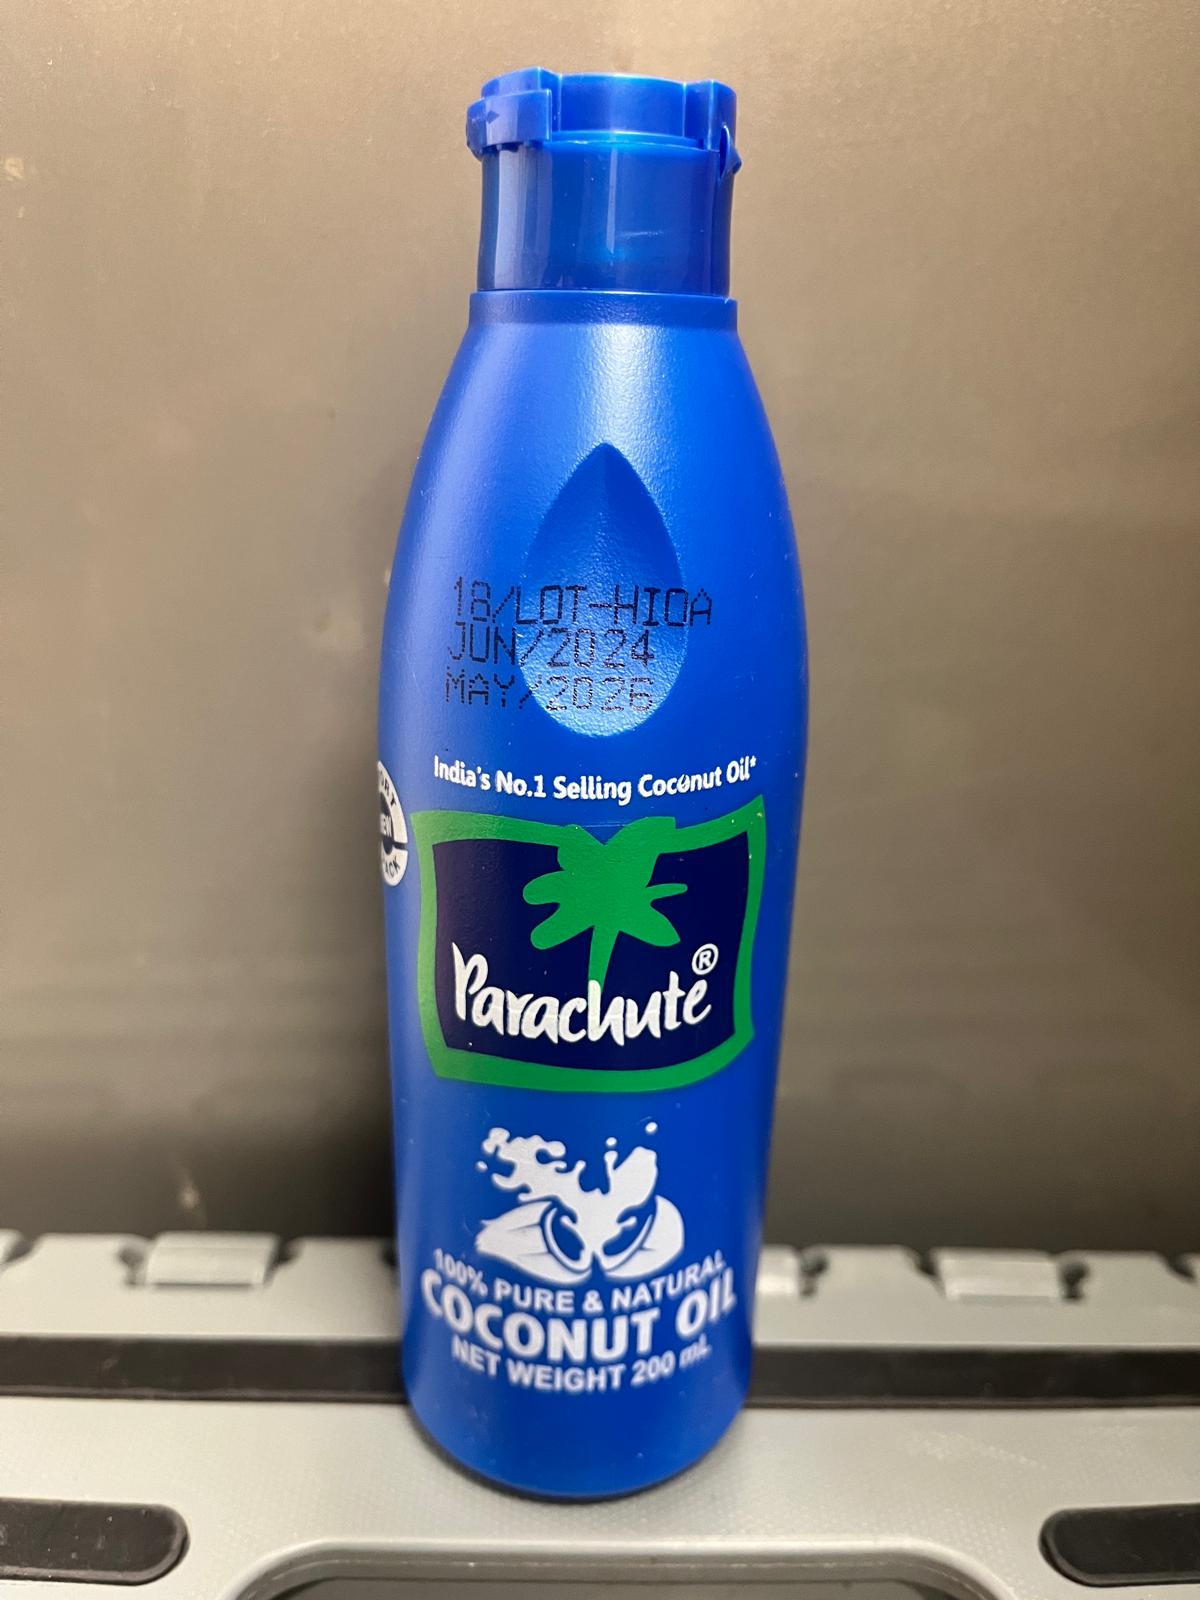 18/LOT-HIOA
JUN/2024
MAY/2026
India's No.1 Selling Coconut Oil*
Parachute®
100% PURE & NATURAL
COCONUT OIL
NET WEIGHT 200 mL